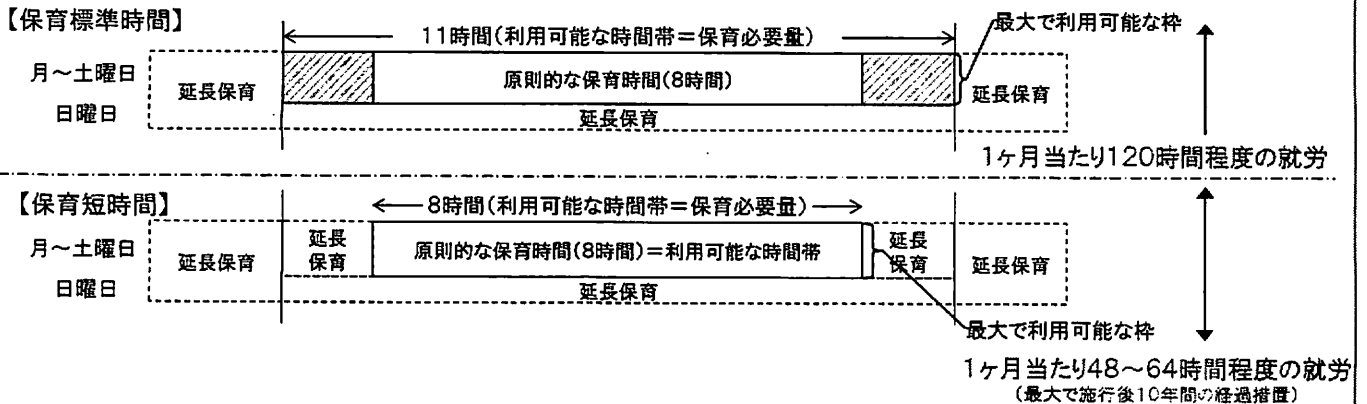 【保育標準時間】
最大で利用可能な枠
11時間(利用可能な時間帯＝保育必要量)
月～土曜日
延長保育
原則的な保育時間(8時間)
延長保育
日曜日
延長保育
1ヶ月当たり120時間程度の就労
【保育短時間】
8時間(利用可能な時間帯＝保育必要量)
月～土曜日
延長保育
延長
保育
原則的な保育時間(8時間)＝利用可能な時間帯
延長
保育
延長保育
日曜日
延長保育
最大で利用可能な枠
1ヶ月当たり48～64時間程度の就労
(最大で施行後10年間の経過措置)